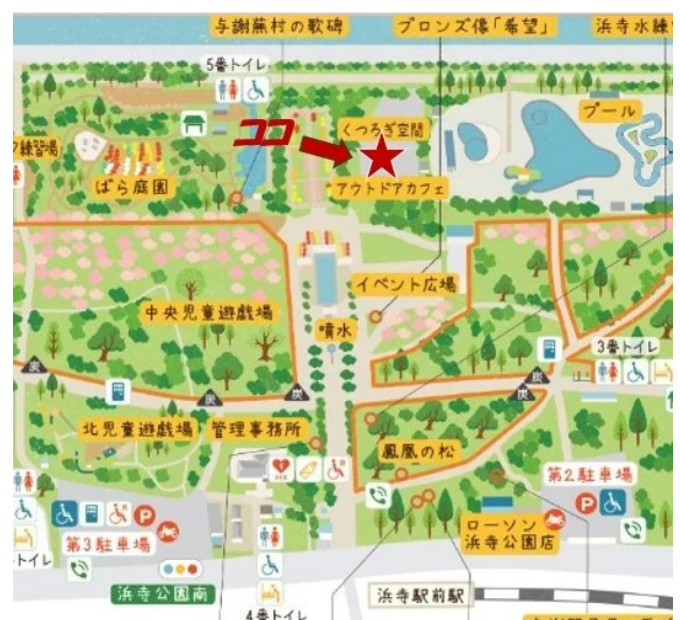 与謝蕪村の歌碑
ブロンズ像「希望」
浜寺水練
5番トイレ
ココ
くつろぎ空間
プール
練習場
ばら庭園
アウトドアカフェ
イベント広場
中央児童遊戯場
噴水
3番トイレ
炭
炭
炭
炭
炭
北児童遊戯場
管理事務所
鳳凰の松
第2駐車場
P
AED
P
第3駐車場
ローソン
浜寺公園店
トイレ
浜寺公園南
浜寺駅前駅
4番トイレ